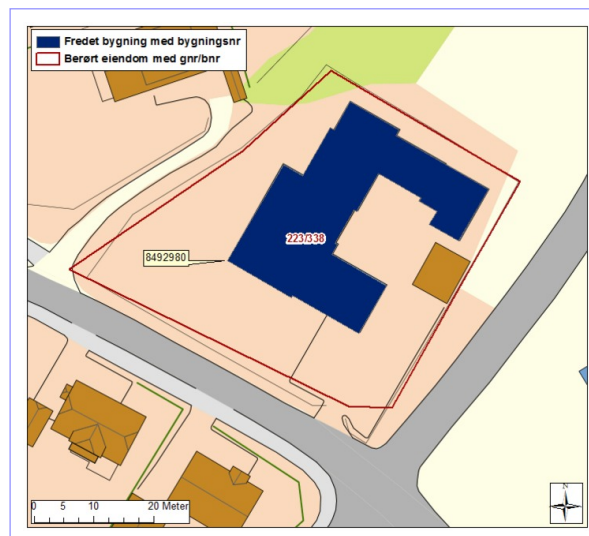 Fredet bygning med bygningsnr
Berørt eiendom med gnr/bnr
223/338
8492980
0 5 10 20 Meter
N